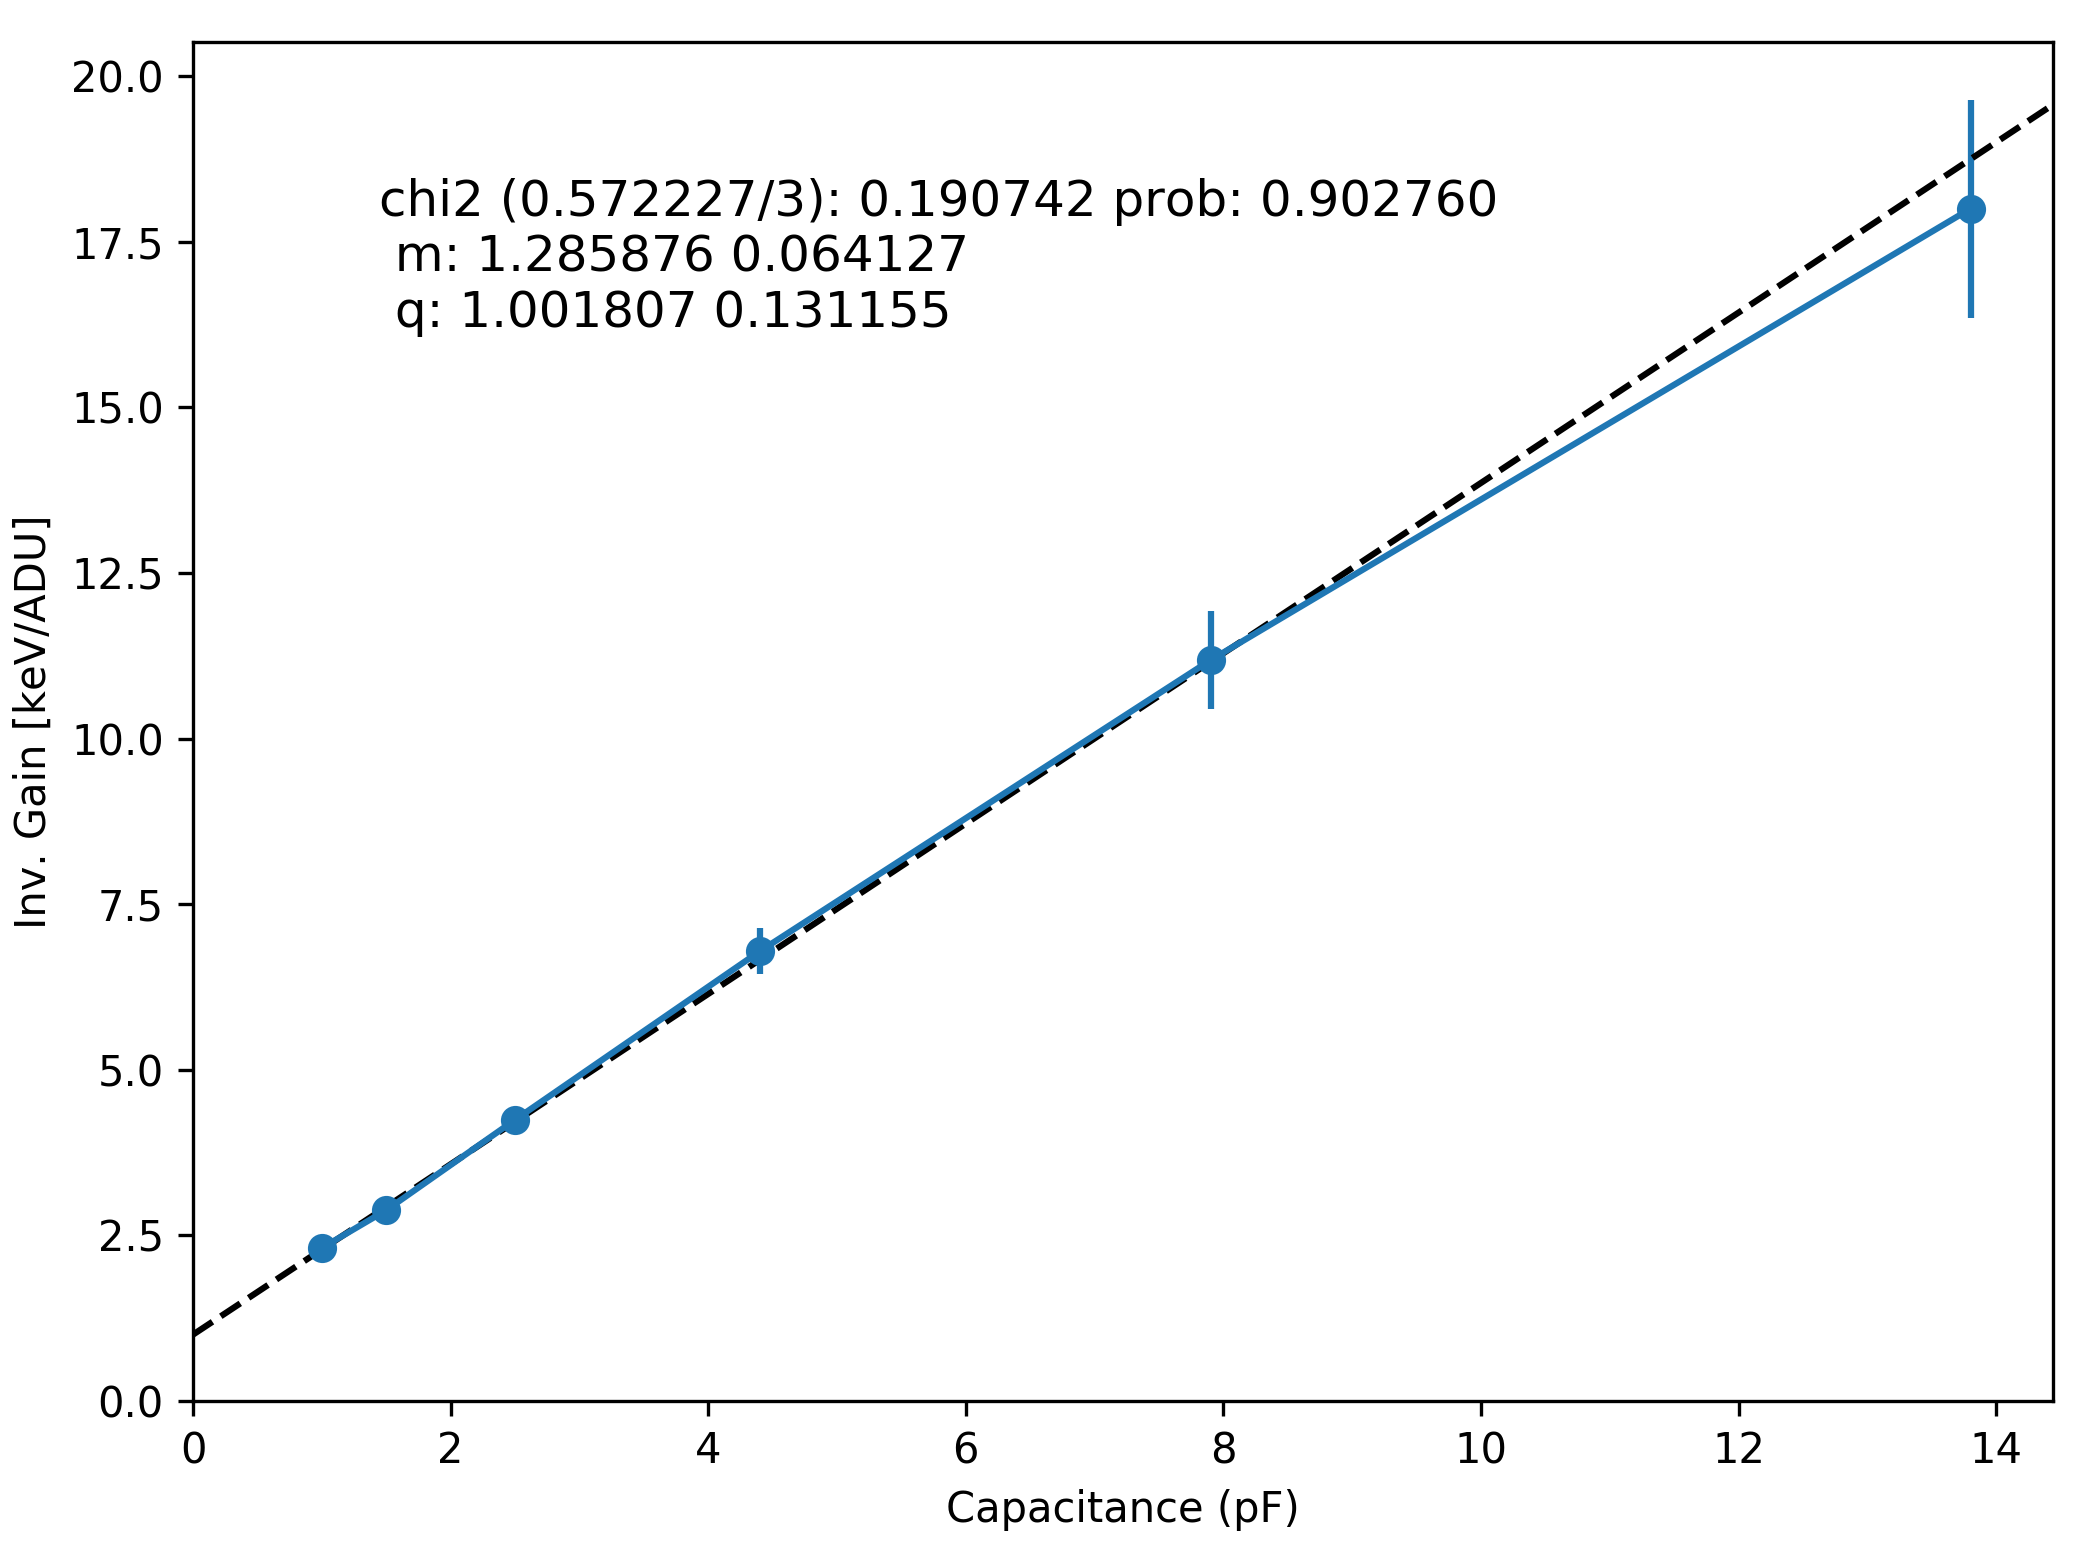 20.0
17.5
15.0
12.5
10.0
7.5
5.0
2.5
0.0
Inv. Gain [keV/ADU]
chi2 (0.572227/3): 0.190742 prob: 0.902760
m: 1.285876 0.064127
q: 1.001807 0.131155
0 2 4 6 8 10 12 14
Capacitance (pF)